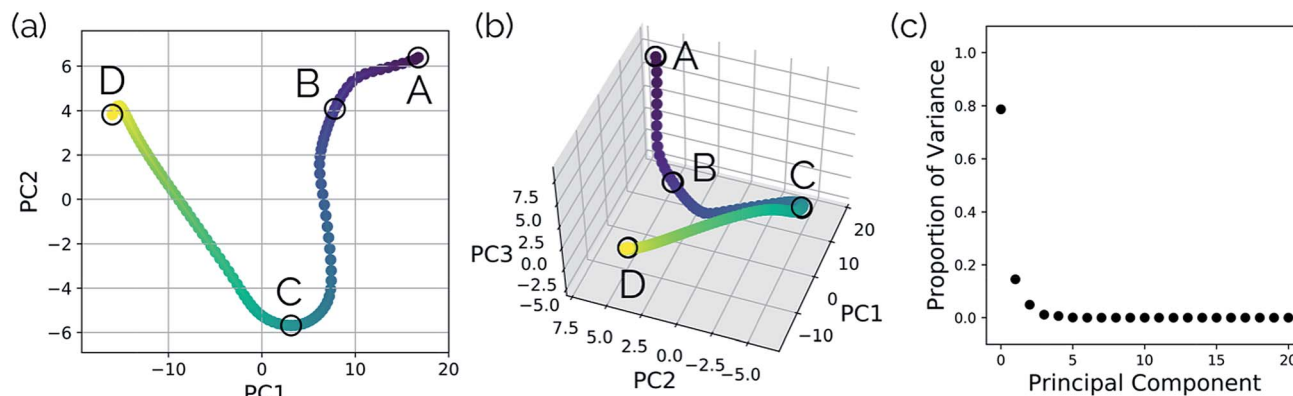 (a)
6
4
2
0
−2
−4
−6
PC2
−10
0
10
20
PC1
D
B
A
C
(b)
A
B
C
D
7.5
5.0
2.5
0.0
−2.5
−5.0
PC3
7.5
5.0
2.5
0.0
−2.5
−5.0
PC2
20
10
0
−10
PC1
(c)
1.0
0.8
0.6
0.4
0.2
0.0
Proportion of Variance
0
5
10
15
20
Principal Component